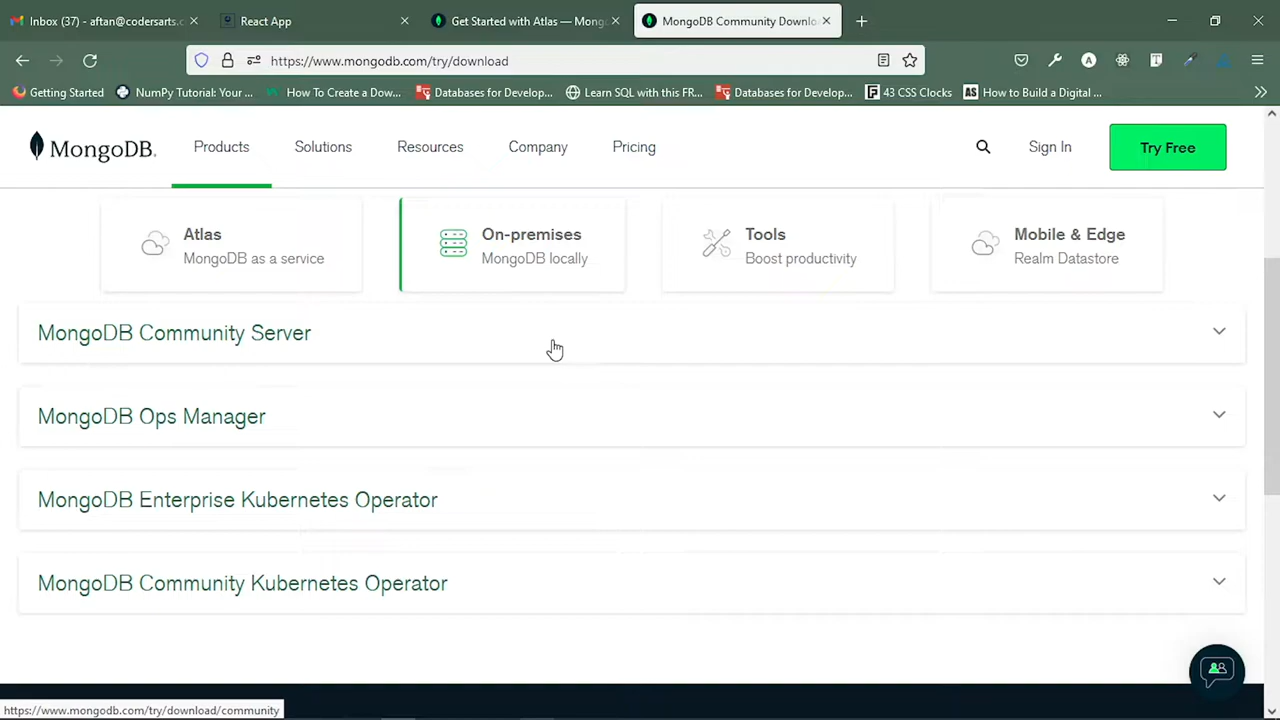 Inbox (37) - aftan@codersarts.c
React App
Get Started with Atlas — Mong
MongoDB Community Downlo
https://www.mongodb.com/try/download
Getting Started
NumPy Tutorial: Your ...
How To Create a Dow...
Databases for Develop...
Learn SQL with this FR...
Databases for Develop...
43 CSS Clocks
AS
How to Build a Digital ...
MongoDB.
Products
Solutions
Resources
Company
Pricing
Sign In
Try Free
Atlas
MongoDB as a service
On-premises
MongoDB locally
Tools
Boost productivity
Mobile & Edge
Realm Datastore
MongoDB Community Server
MongoDB Ops Manager
MongoDB Enterprise Kubernetes Operator
MongoDB Community Kubernetes Operator
https://www.mongodb.com/try/download/community